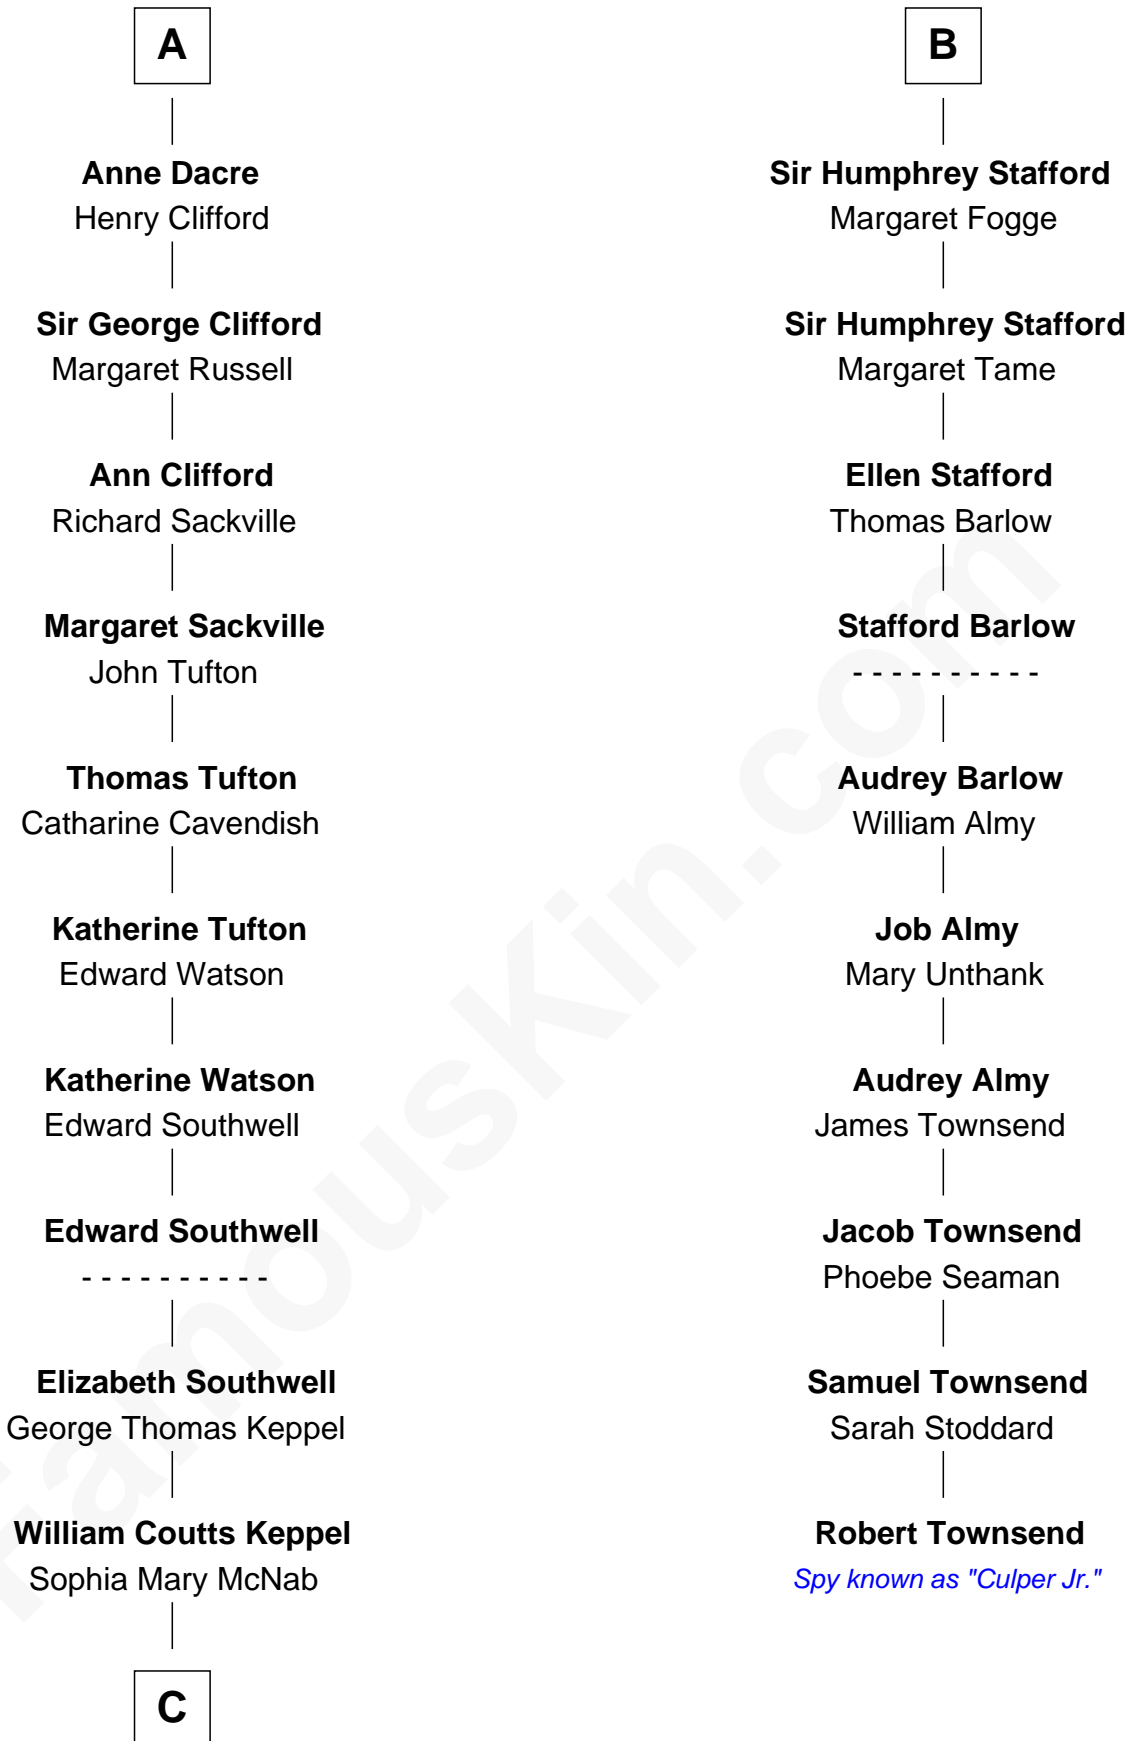 A
Anne Dacre
Henry Clifford
Sir George Clifford
Margaret Russell
Ann Clifford
Richard Sackville
Margaret Sackville
John Tufton
Thomas Tufton
Catharine Cavendish
Katherine Tufton
Edward Watson
Katherine Watson
Edward Southwell
Edward Southwell
- - - - - - - - - -
Elizabeth Southwell
George Thomas Keppel
William Coutts Keppel
Sophia Mary McNab
C
B
Sir Humphrey Stafford
Margaret Fogge
Sir Humphrey Stafford
Margaret Tame
Ellen Stafford
Thomas Barlow
Stafford Barlow
- - - - - - - - - -
Audrey Barlow
William Almy
Job Almy
Mary Unthank
Audrey Almy
James Townsend
Jacob Townsend
Phoebe Seaman
Samuel Townsend
Sarah Stoddard
Robert Townsend
Spy known as "Culper Jr."
FamousKin.com